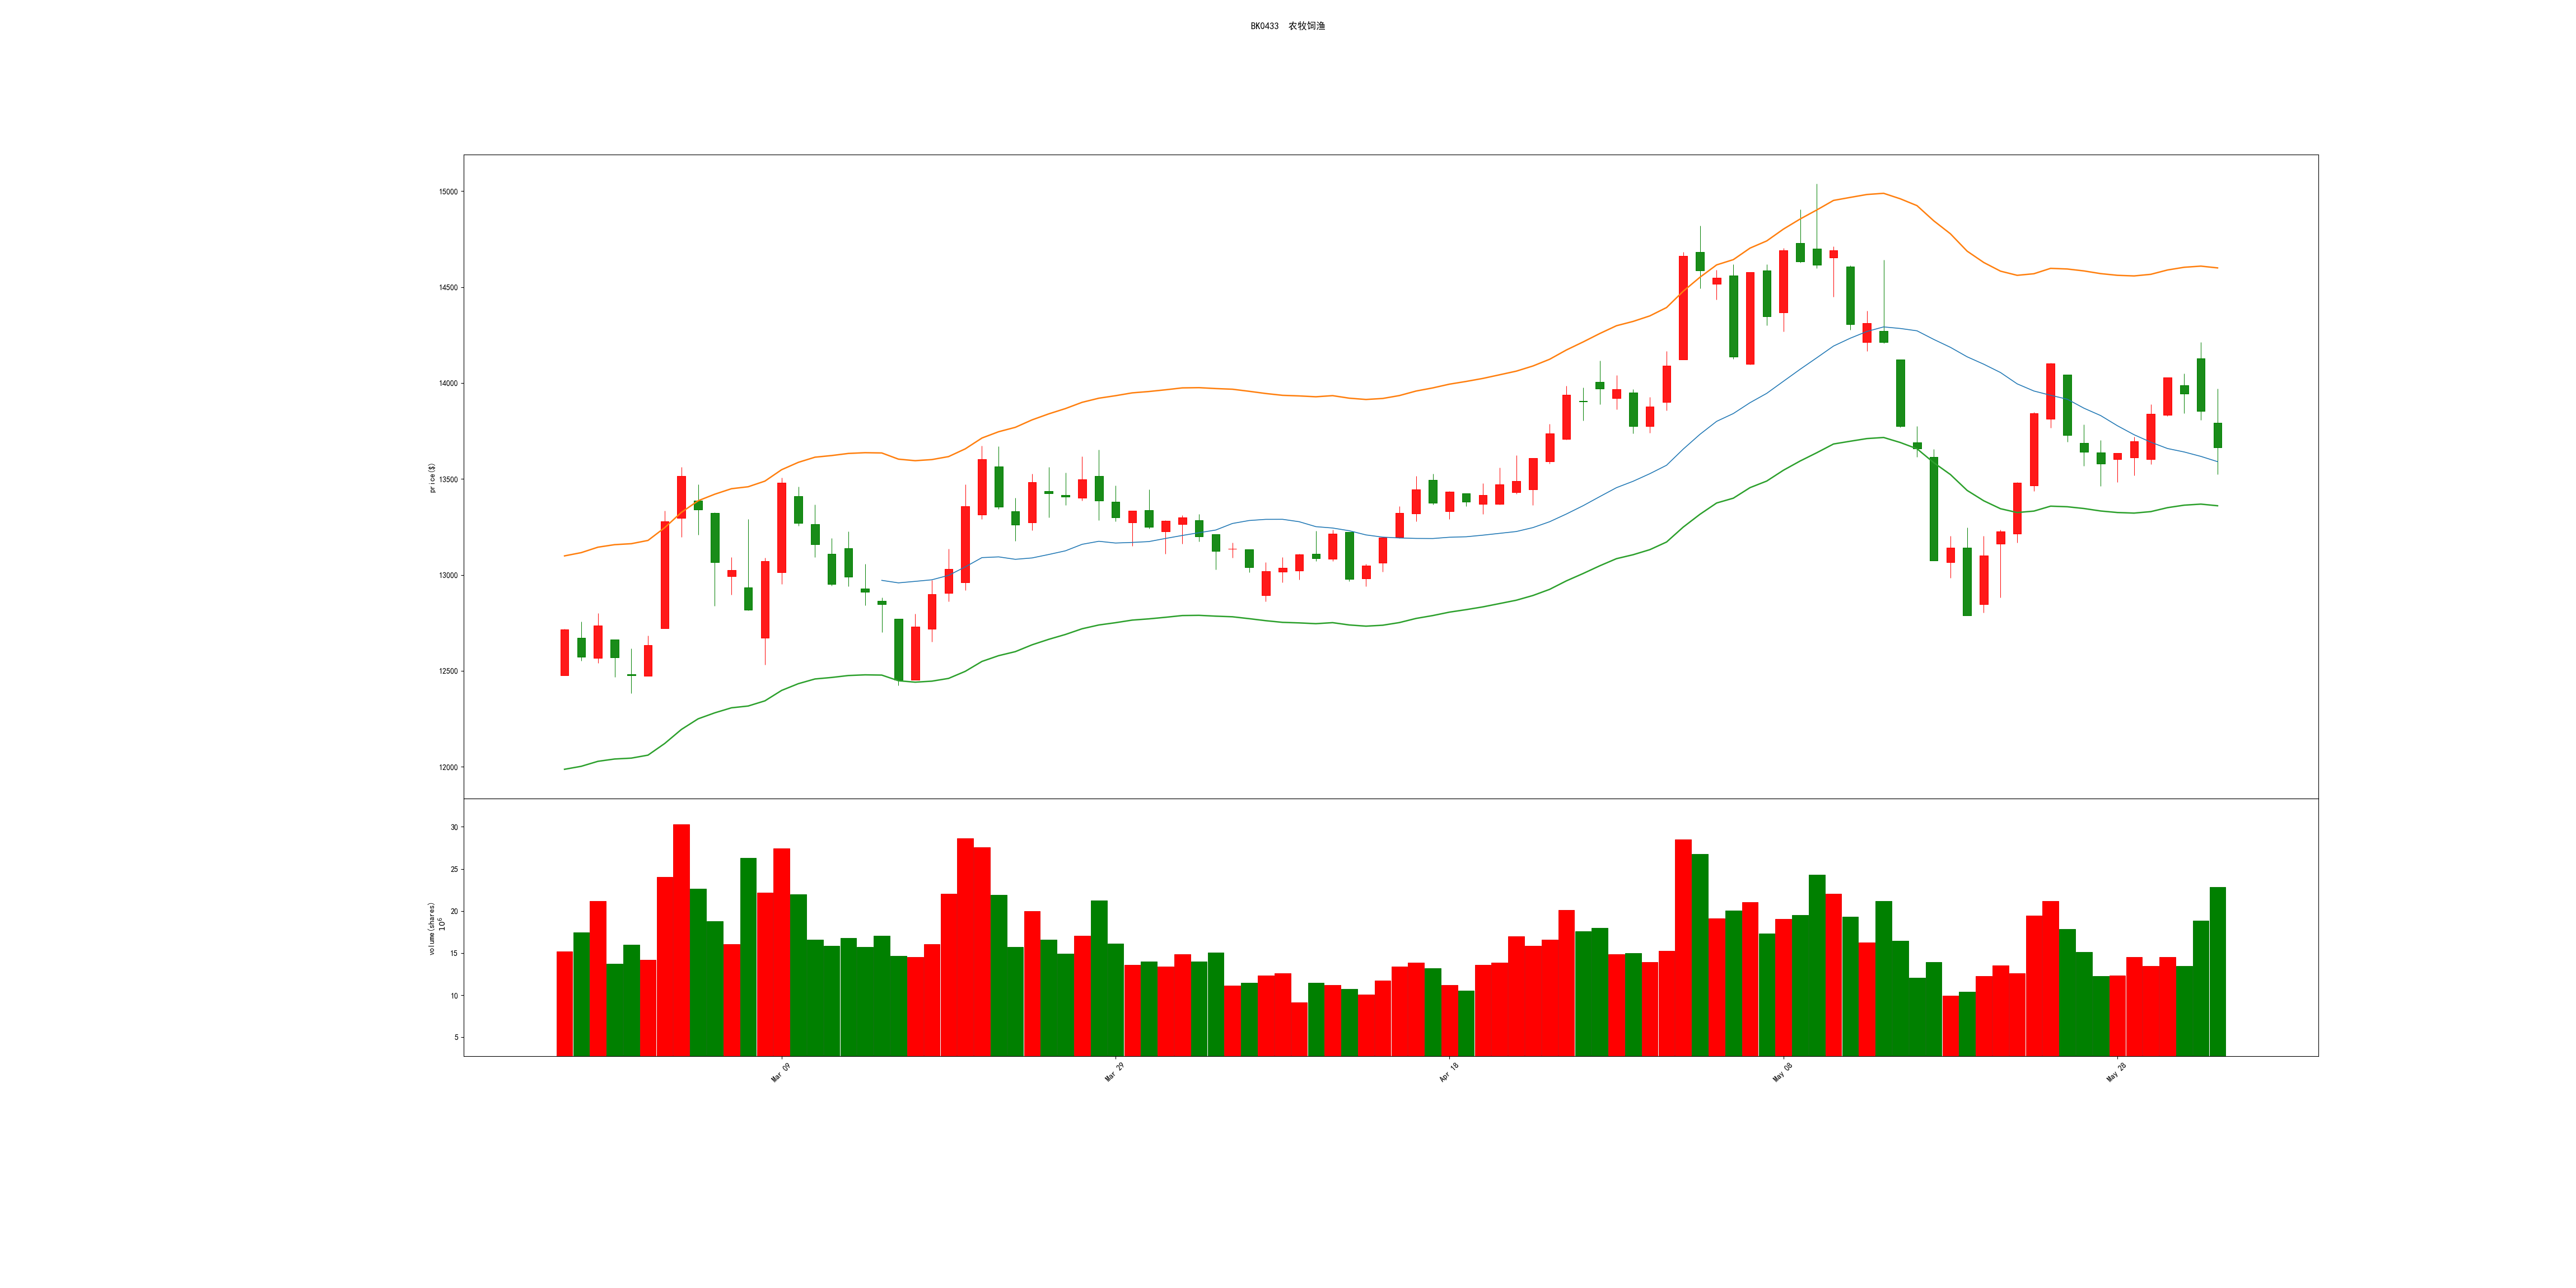 BK0433 农牧饲渔
price($)
15000
14500
14000
13500
13000
12500
12000
volume(shares)
10^6
30
25
20
15
10
5
Mar 09
Mar 29
Apr 18
May 08
May 28